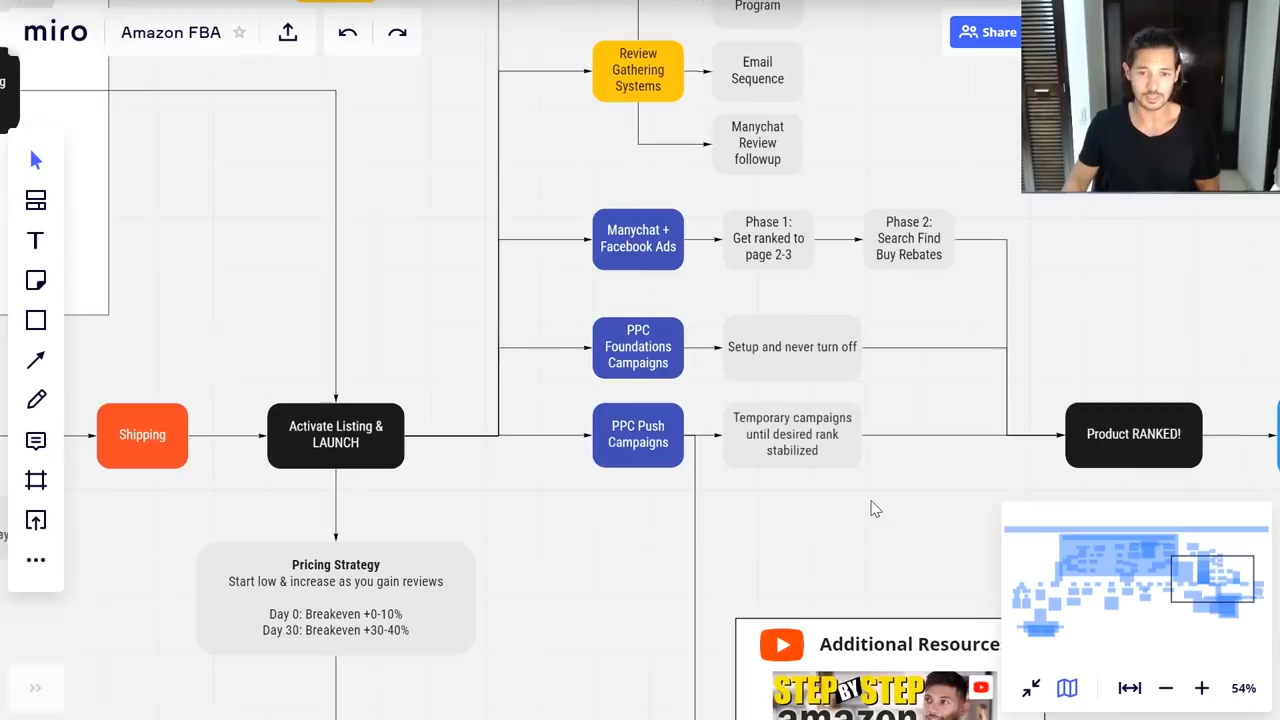 miro
Amazon FBA
Share
Program
Review
Gathering
Systems
Email
Sequence
Manychat
Review
followup
Manychat +
Facebook Ads
Phase 1:
Get ranked to
page 2-3
Phase 2:
Search Find
Buy Rebates
PPC
Foundations
Campaigns
Setup and never turn off
Shipping
Activate Listing &
LAUNCH
PPC Push
Campaigns
Temporary campaigns
until desired rank
stabilized
Product RANKED!
Pricing Strategy
Start low & increase as you gain reviews
Day 0: Breakeven +0-10%
Day 30: Breakeven +30-40%
Additional Resource
STEP BY STEP
amazon
54%